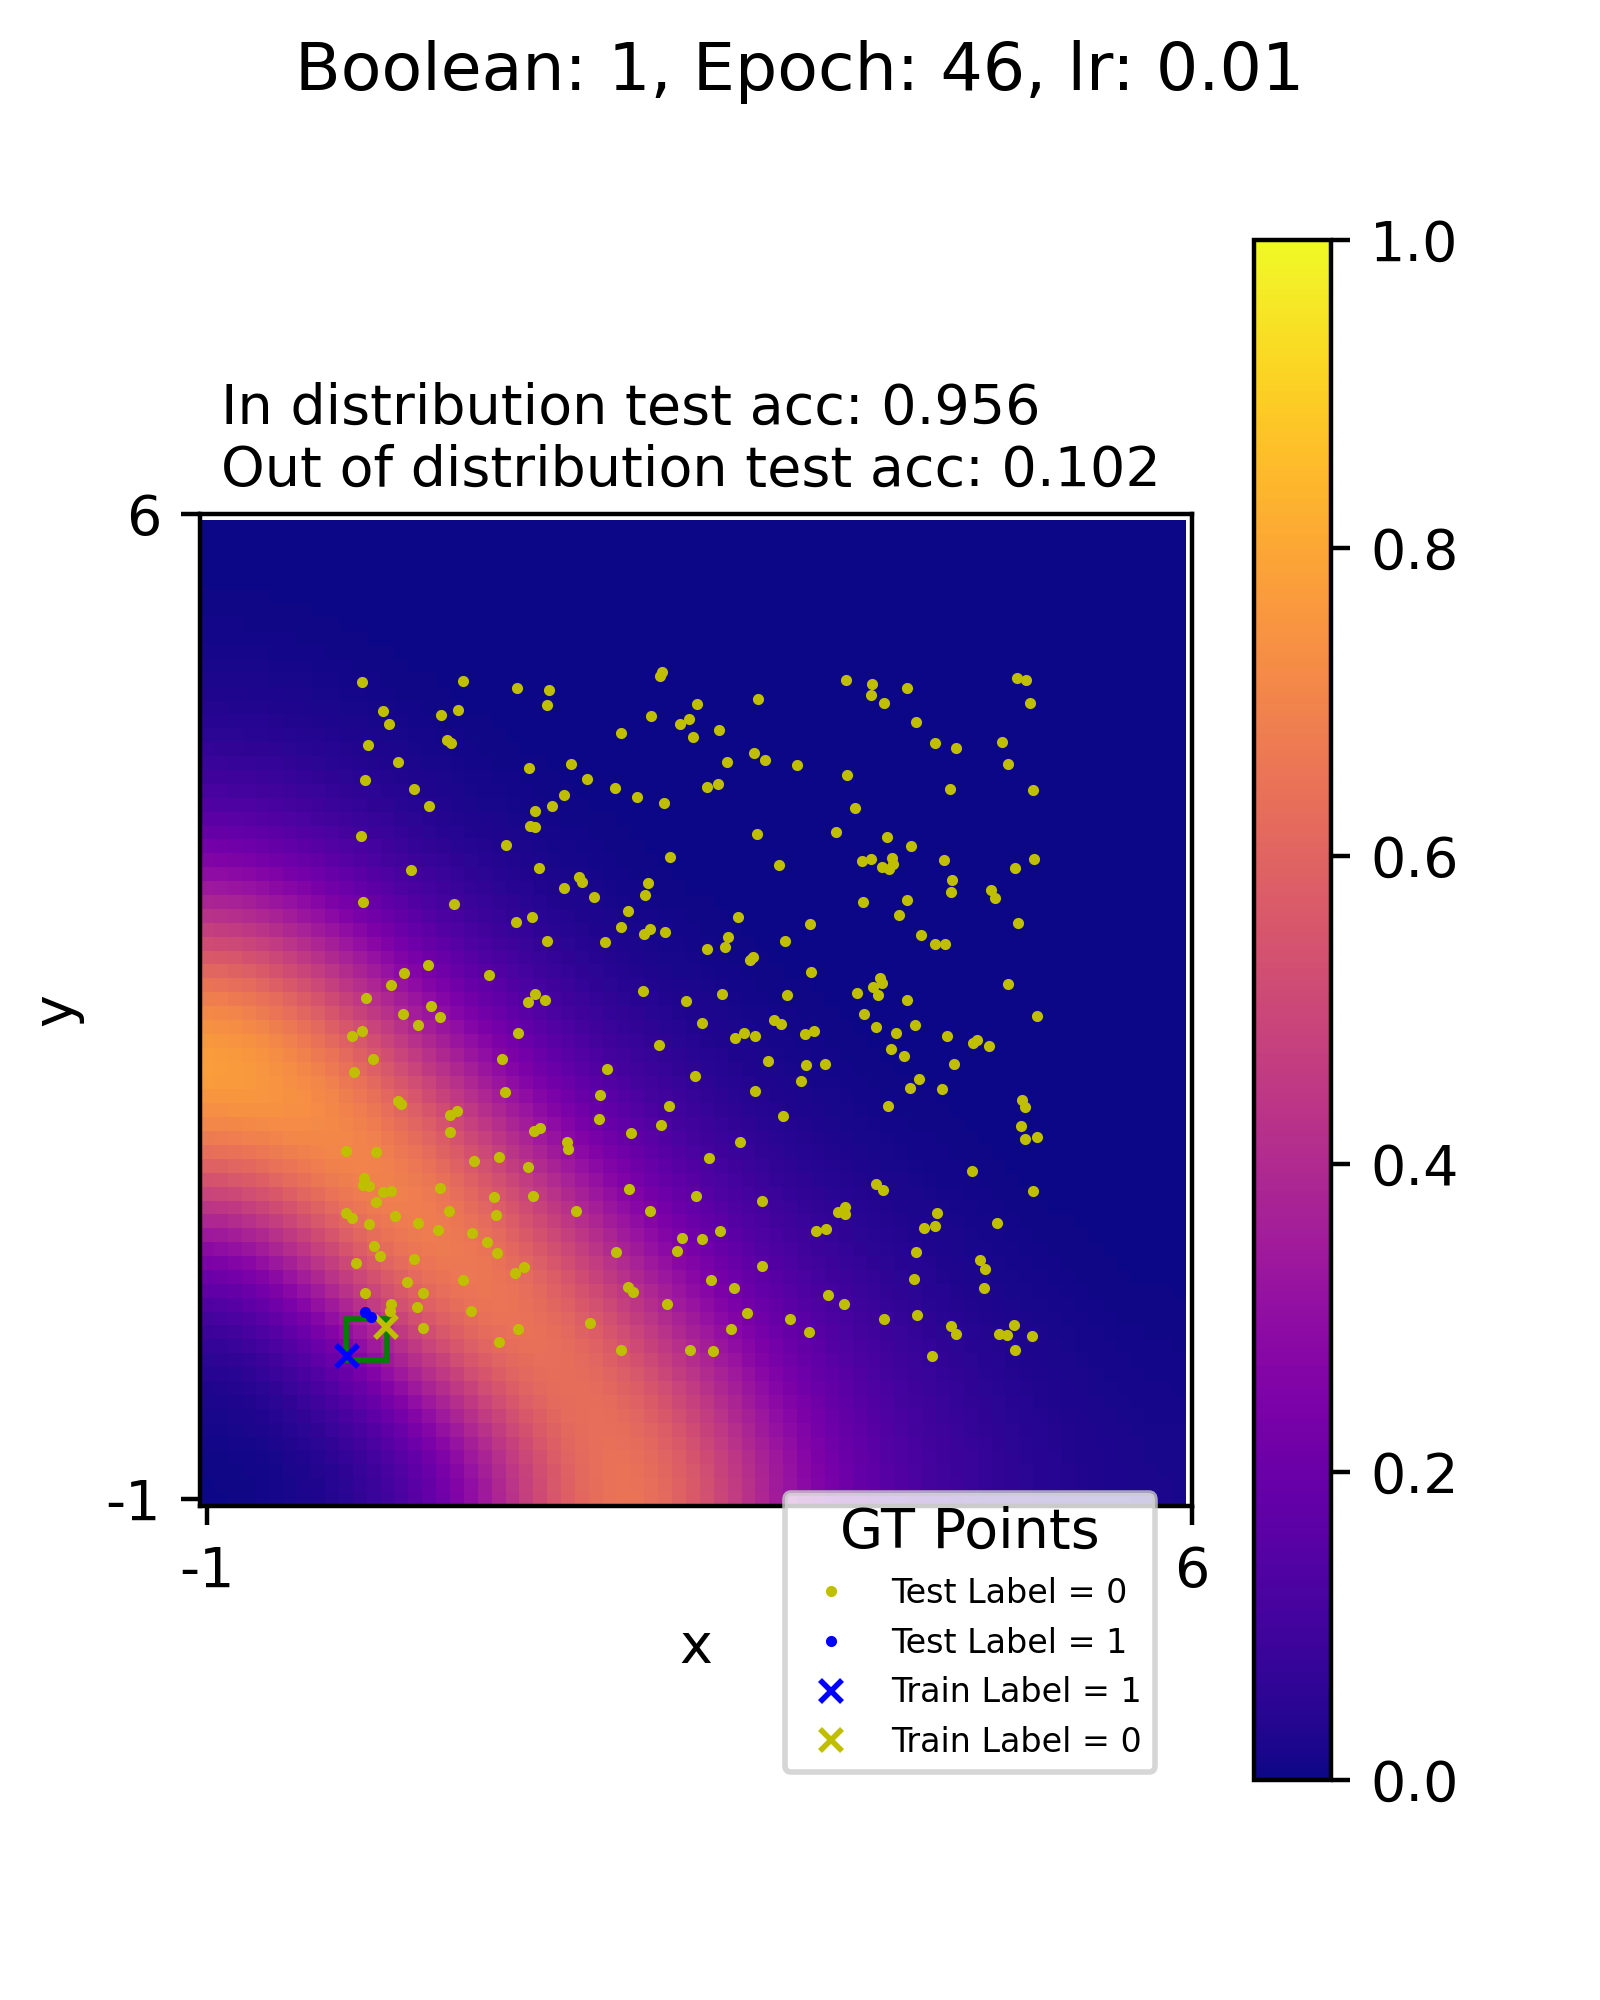 Boolean: 1, Epoch: 46, lr: 0.01
In distribution test acc: 0.956
Out of distribution test acc: 0.102
6
y
-1
-1
6
x
GT Points
Test Label = 0
Test Label = 1
Train Label = 1
Train Label = 0
1.0
0.8
0.6
0.4
0.2
0.0